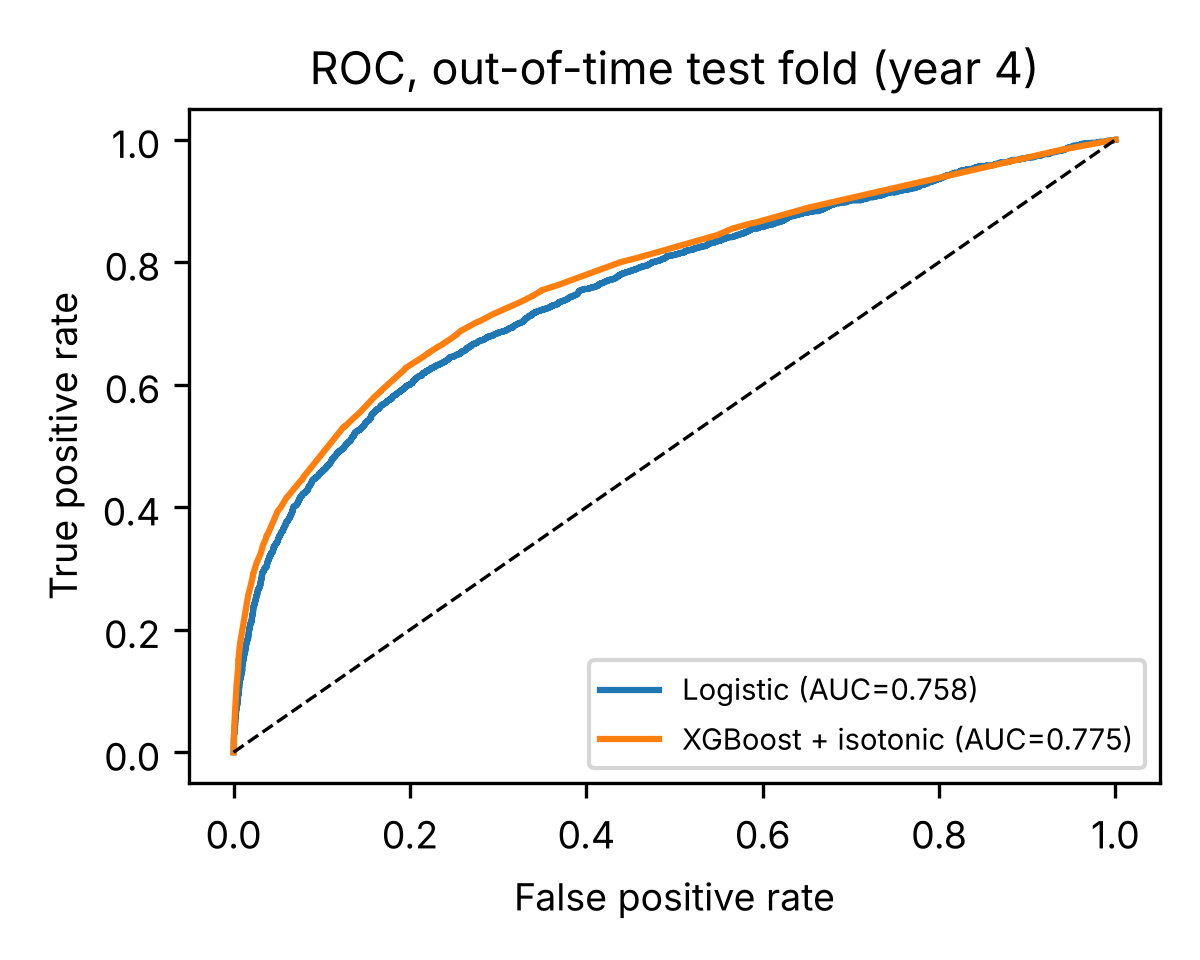 ROC, out-of-time test fold (year 4)
1.0
0.8
0.6
0.4
0.2
0.0
True positive rate
Logistic (AUC=0.758)
XGBoost + isotonic (AUC=0.775)
0.0 0.2 0.4 0.6 0.8 1.0
False positive rate